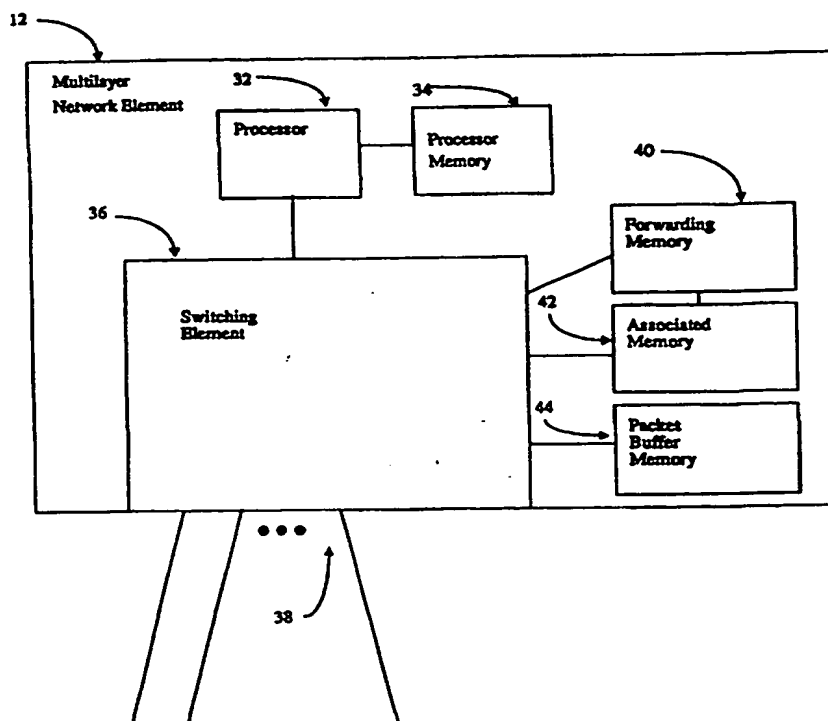 12
Multilayer
Network Element
32
Processor
34
Processor
Memory
40
Forwarding
Memory
36
Switching
Element
42
Associated
Memory
44
Packet
Buffer
Memory
38